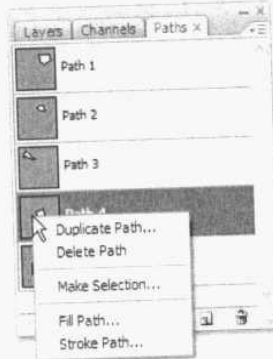 Layers Channels Paths ×
Path 1
Path 2
Path 3
Path 4
Duplicate Path...
Delete Path
Make Selection...
Fill Path...
Stroke Path...